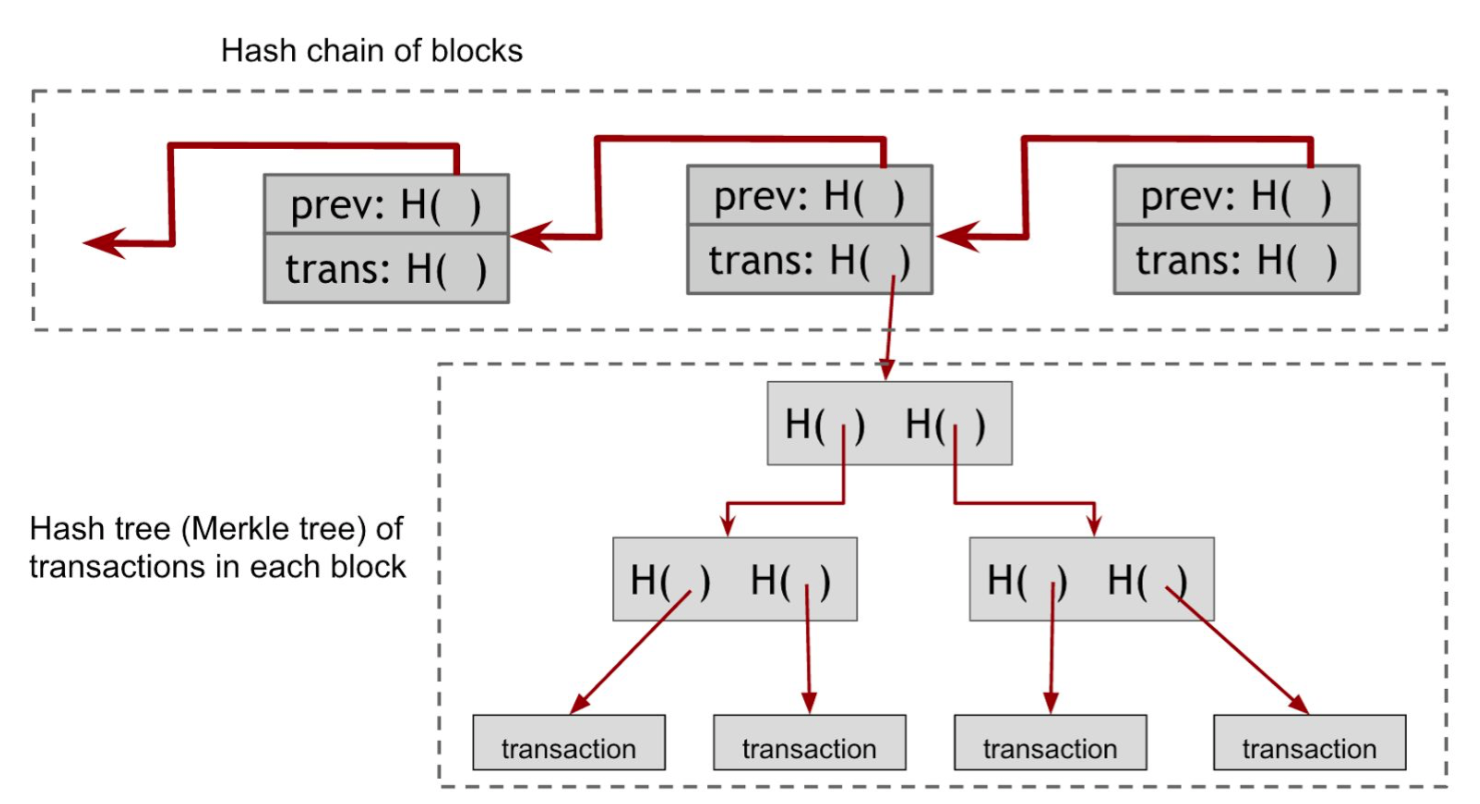 Hash chain of blocks
prev: H( )
trans: H( )
prev: H( )
trans: H( )
prev: H( )
trans: H( )
H( ) H( )
Hash tree (Merkle tree) of
transactions in each block
H( ) H( )
H( ) H( )
transaction
transaction
transaction
transaction